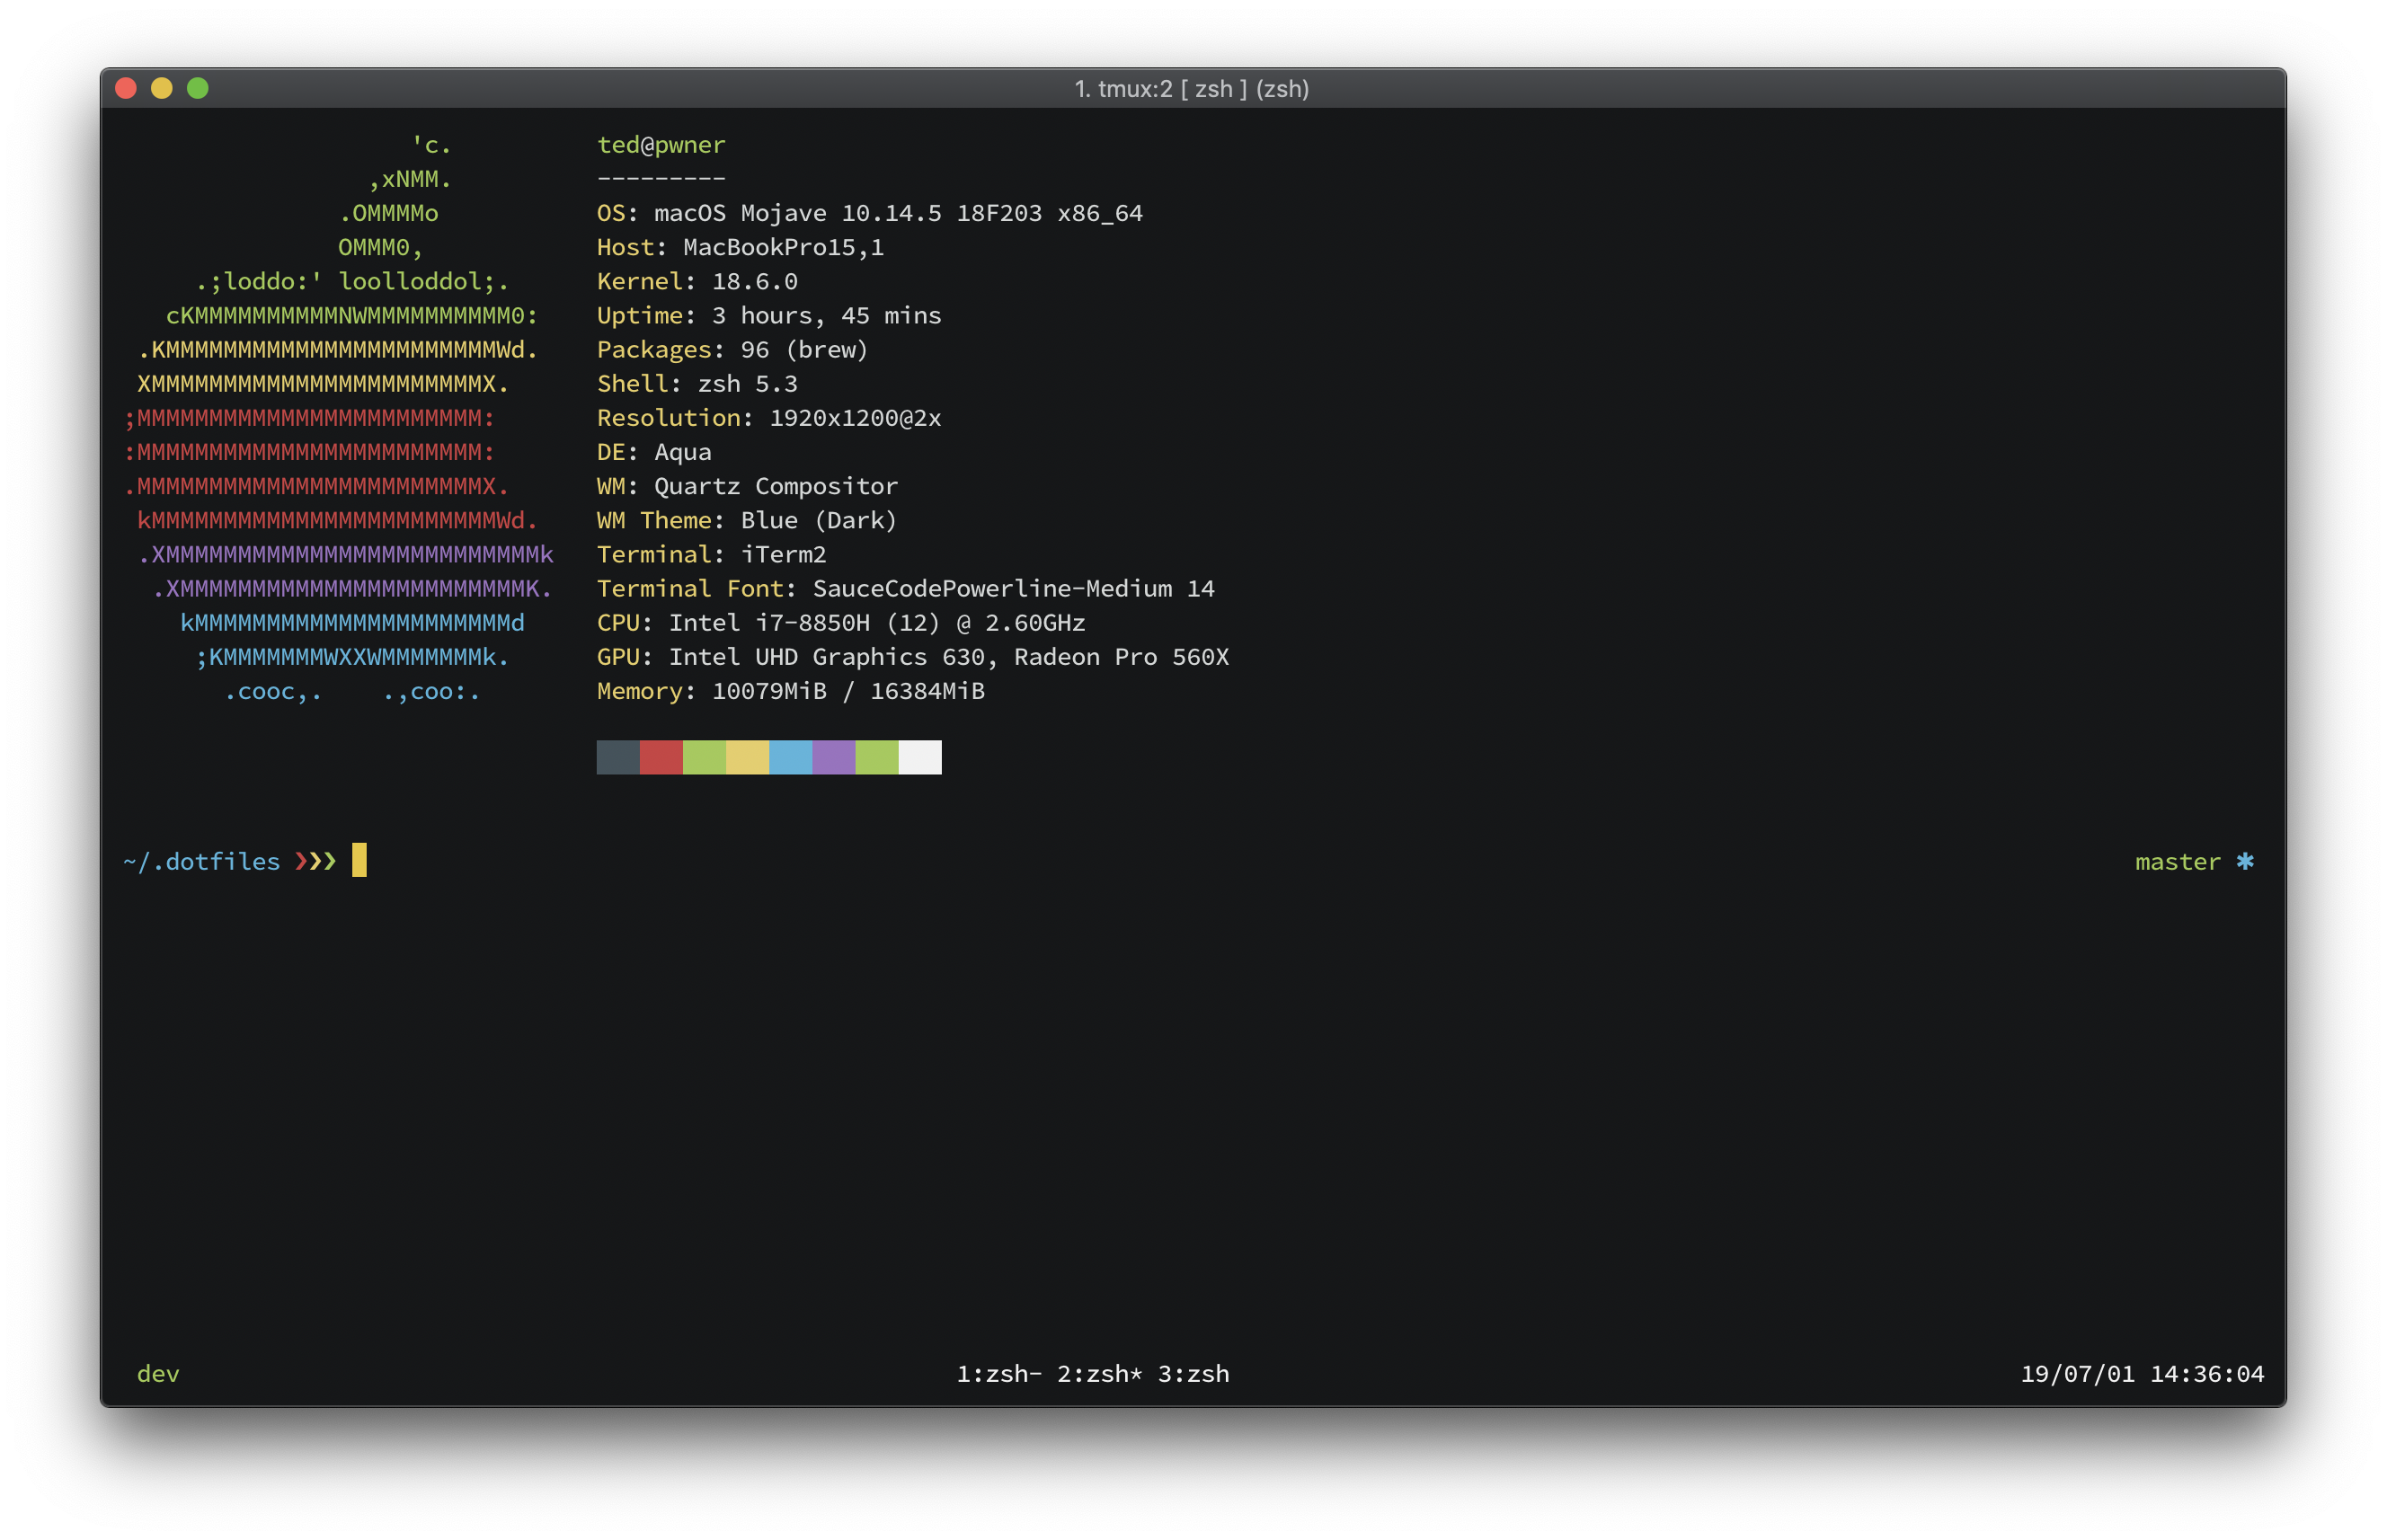 1. tmux:2 [ zsh ] (zsh)
                    'c.          ted@pwner
                 ,xNMM.          ---------
               .OMMMMo           OS: macOS Mojave 10.14.5 18F203 x86_64
               OMMM0,            Host: MacBookPro15,1
     .;loddo:' loolloddol;.      Kernel: 18.6.0
   cKMMMMMMMMMMNWMMMMMMMMMM0:    Uptime: 3 hours, 45 mins
 .KMMMMMMMMMMMMMMMMMMMMMMMWd.    Packages: 96 (brew)
 XMMMMMMMMMMMMMMMMMMMMMMMX.      Shell: zsh 5.3
;MMMMMMMMMMMMMMMMMMMMMMMM:       Resolution: 1920x1200@2x
:MMMMMMMMMMMMMMMMMMMMMMMM:       DE: Aqua
.MMMMMMMMMMMMMMMMMMMMMMMMX.      WM: Quartz Compositor
 kMMMMMMMMMMMMMMMMMMMMMMMMWd.    WM Theme: Blue (Dark)
 .XMMMMMMMMMMMMMMMMMMMMMMMMMMk   Terminal: iTerm2
  .XMMMMMMMMMMMMMMMMMMMMMMMMK.   Terminal Font: SauceCodePowerline-Medium 14
    kMMMMMMMMMMMMMMMMMMMMMMd     CPU: Intel i7-8850H (12) @ 2.60GHz
     ;KMMMMMMMWXXWMMMMMMMk.      GPU: Intel UHD Graphics 630, Radeon Pro 560X
       .cooc,.    .,coo:.        Memory: 10079MiB / 16384MiB
~/.dotfiles ❯❯❯ master ✱
dev 1:zsh- 2:zsh* 3:zsh 19/07/01 14:36:04